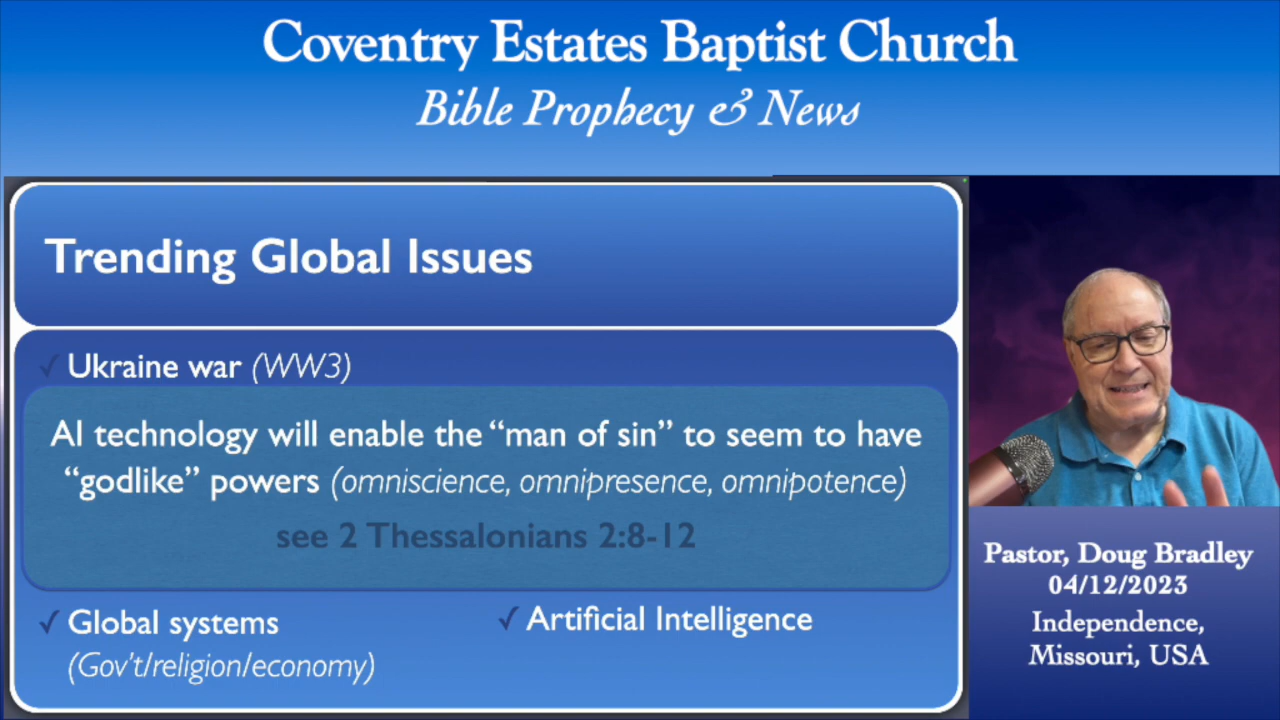 Coventry Estates Baptist Church
Bible Prophecy & News
Trending Global Issues
✓ Ukraine war (WW3)
AI technology will enable the “man of sin” to seem to have
“godlike” powers (omniscience, omnipresence, omnipotence)
see 2 Thessalonians 2:8-12
✓ Global systems
(Gov’t/religion/economy)
✓ Artificial Intelligence
Pastor, Doug Bradley
04/12/2023
Independence,
Missouri, USA